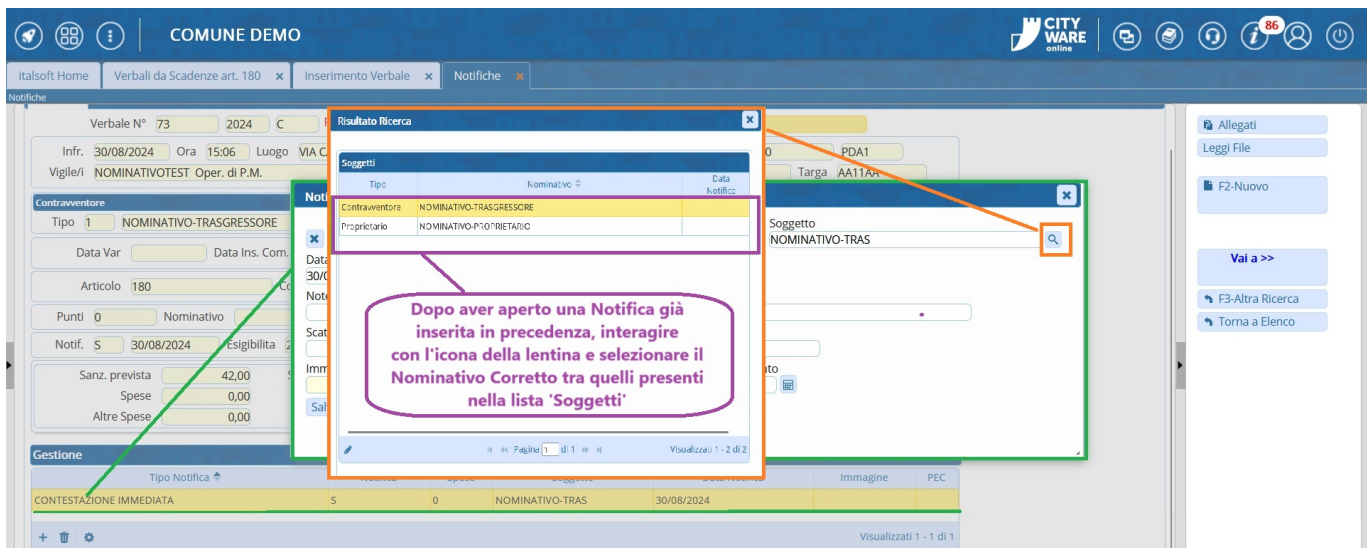 COMUNE DEMO
CITY
WARE
online
86
italsoft Home
Verbali da Scadenze art. 180
Inserimento Verbale
Notifiche
Notifiche
Verbale N° 73 2024 C
Infr. 30/08/2024 Ora 15:06 Luogo VIA
PDA1
Vigile/i NOMINATIVOTEST Oper. di P.M.
Targa AA11AA
Contravventore
Tipo 1 NOMINATIVO-TRASGRESSORE
Data Var Data Ins. Com.
Articolo 180
Punti 0 Nominativo
Notif. S 30/08/2024 Esigibilita
Sanz. prevista 42,00
Spese 0,00
Altre Spese 0,00
Soggetto
NOMINATIVO-TRAS
Risultato Ricerca
Soggetti
Tipo Nominativo Data
Notifica
Contravventore NOMINATIVO-TRASGRESSORE
Proprietario NOMINATIVO-PROPRIETARIO
Dopo aver aperto una Notifica già
inserita in precedenza, interagire
con l'icona della lentina e selezionare il
Nominativo Corretto tra quelli presenti
nella lista 'Soggetti'
Pagina 1 di 1
Visualizzati 1 - 2 di 2
Gestione
Tipo Notifica Immagine PEC
CONTESTAZIONE IMMEDIATA S 0 NOMINATIVO-TRAS 30/08/2024
Visualizzati 1 - 1 di 1
Allegati
Leggi File
F2-Nuovo
Vai a >>
F3-Altra Ricerca
Torna a Elenco